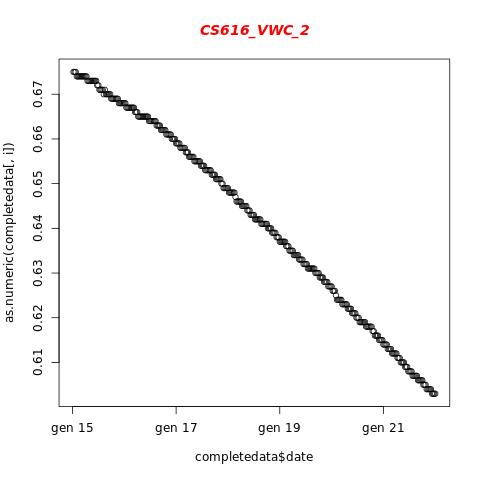 CS616_VWC_2
as.numeric(completedata[, i])
0.67
0.66
0.65
0.64
0.63
0.62
0.61
gen 15
gen 17
gen 19
gen 21
completedata$date